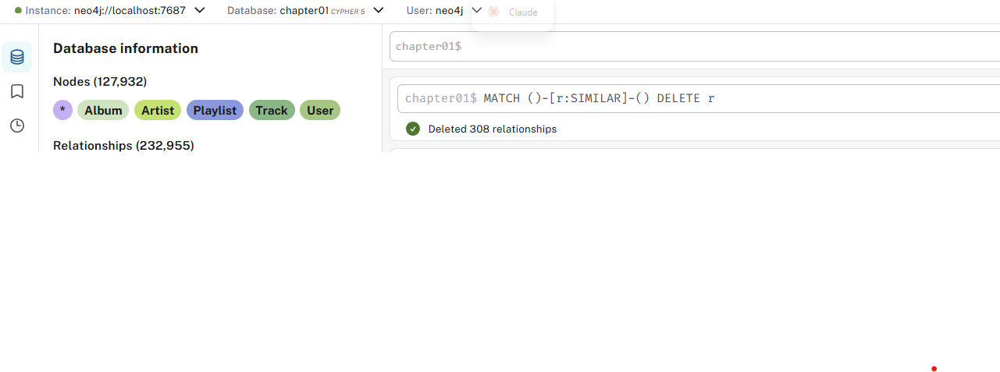 Instance: neo4j://localhost:7687 Database: chapter01 CYPHER 5 User: neo4j Claude
Database information
chapter01$
Nodes (127,932)
* Album Artist Playlist Track User
chapter01$ MATCH ()-[r:SIMILAR]-() DELETE r
Deleted 308 relationships
Relationships (232,955)